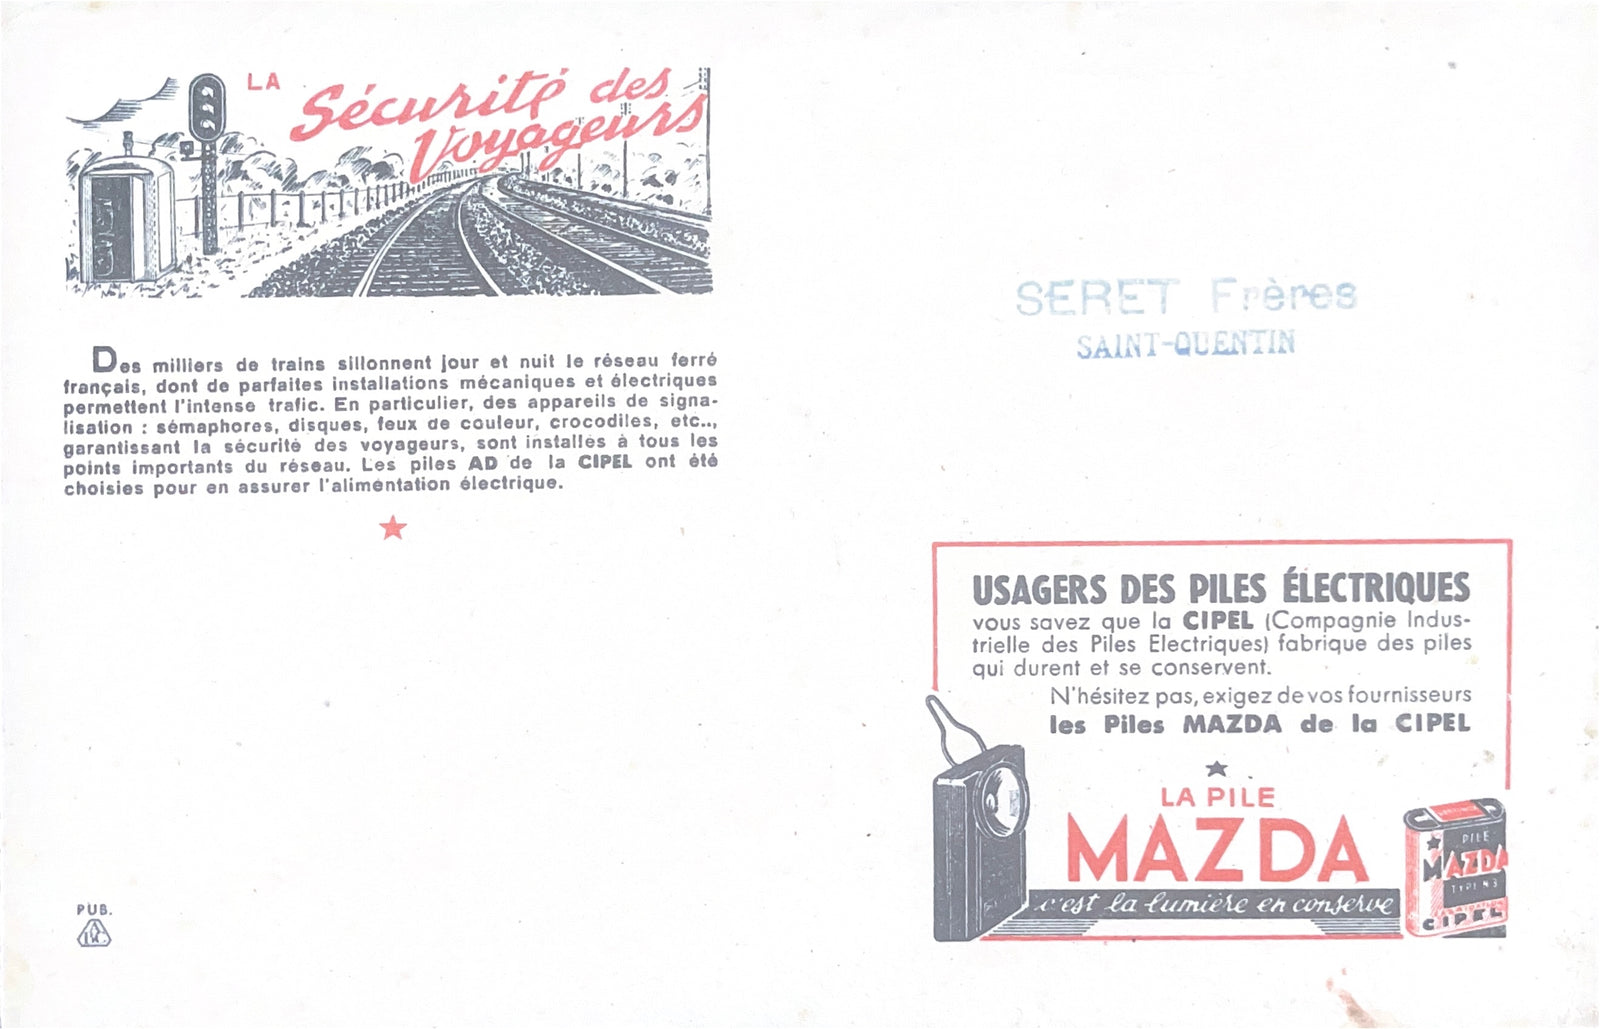 LA Sécurité des
Voyageurs
Des milliers de trains sillonnent jour et nuit le réseau ferré
français, dont de parfaites installations mécaniques et électriques
permettent l'intense trafic. En particulier, des appareils de signa-
lisation : sémaphores, disques, feux de couleur, crocodiles, etc..,
garantissant la sécurité des voyageurs, sont installés à tous les
points importants du réseau. Les piles AD de la CIPEL ont été
choisies pour en assurer l'alimentation électrique.
PUB.
SERET Frères
SAINT-QUENTIN
USAGERS DES PILES ÉLECTRIQUES
vous savez que la CIPEL (Compagnie Indus-
trielle des Piles Electriques) fabrique des piles
qui durent et se conservent.
N'hésitez pas, exigez de vos fournisseurs
les Piles MAZDA de la CIPEL
LA PILE
MAZDA
c'est la lumière en conserve
PILE
MAZDA
TYPE N°3
CIPEL